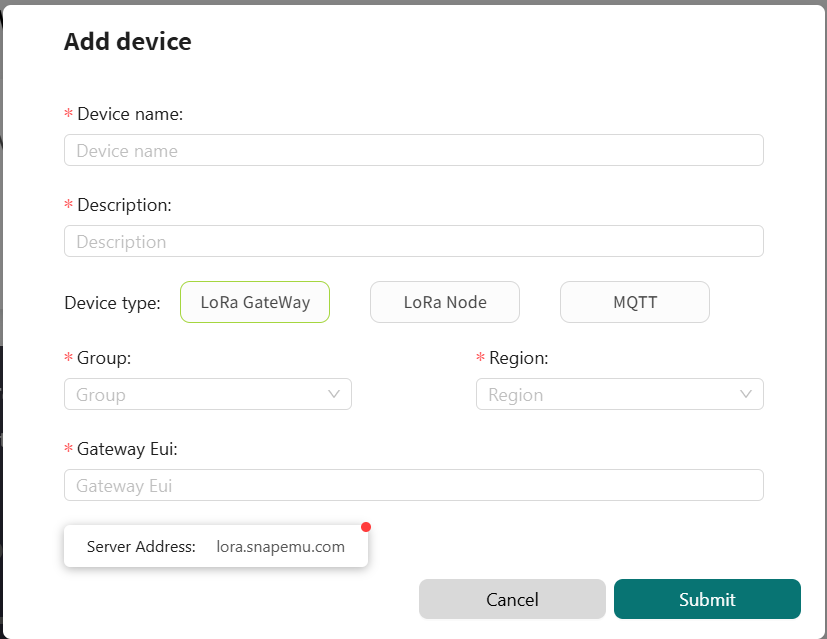 Add device
* Device name:
Device name
* Description:
Description
Device type: LoRa GateWay LoRa Node MQTT
* Group: * Region:
Group Region
* Gateway Eui:
Gateway Eui
Server Address: lora.snapemu.com
Cancel Submit